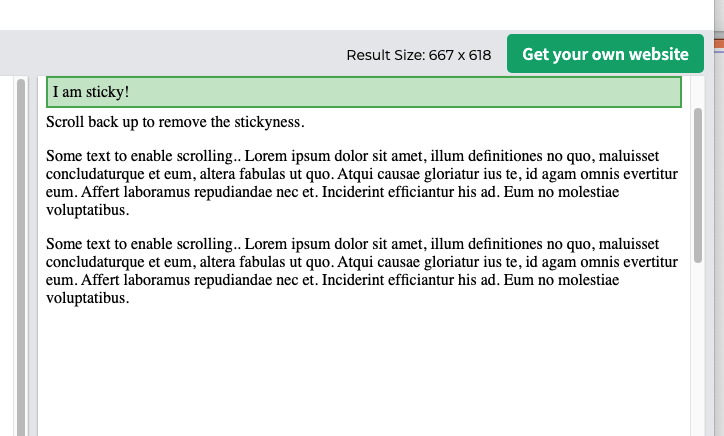 Result Size: 667 x 618
Get your own website
I am sticky!
Scroll back up to remove the stickyness.
Some text to enable scrolling.. Lorem ipsum dolor sit amet, illum definitiones no quo, maluisset
concludaturque et eum, altera fabulas ut quo. Atqui causae gloriatur ius te, id agam omnis evertitur
eum. Affert laboramus repudiandae nec et. Inciderint efficiantur his ad. Eum no molestiae
voluptatibus.
Some text to enable scrolling.. Lorem ipsum dolor sit amet, illum definitiones no quo, maluisset
concludaturque et eum, altera fabulas ut quo. Atqui causae gloriatur ius te, id agam omnis evertitur
eum. Affert laboramus repudiandae nec et. Inciderint efficiantur his ad. Eum no molestiae
voluptatibus.